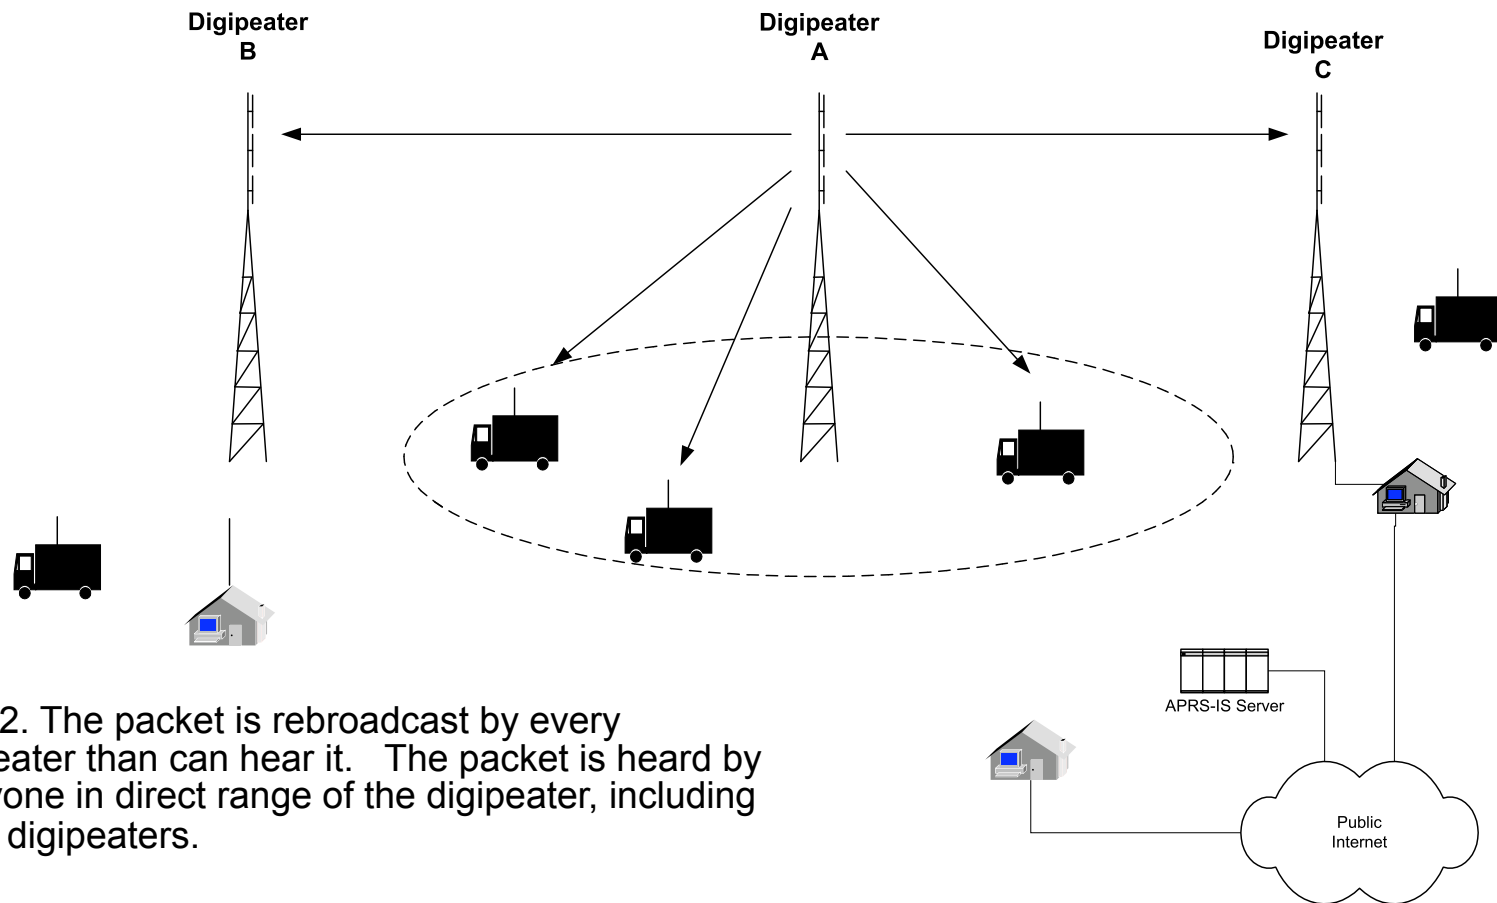 Digipeater
B
Digipeater
A
Digipeater
C
APRS-IS Server
Public
Internet
2. The packet is rebroadcast by every
eater than can hear it. The packet is heard by
yone in direct range of the digipeater, including
digipeaters.